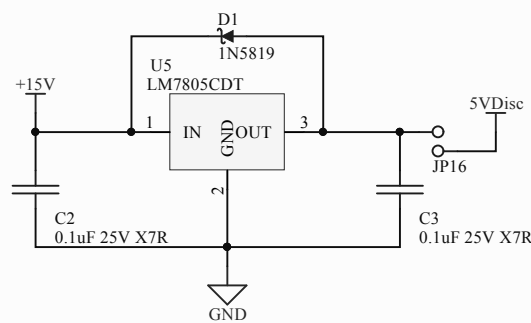 D1
1N5819
U5
LM7805CDT
+15V
5VDisc
1
IN
GND
OUT
3
2
JP16
C2
0.1uF 25V X7R
C3
0.1uF 25V X7R
GND